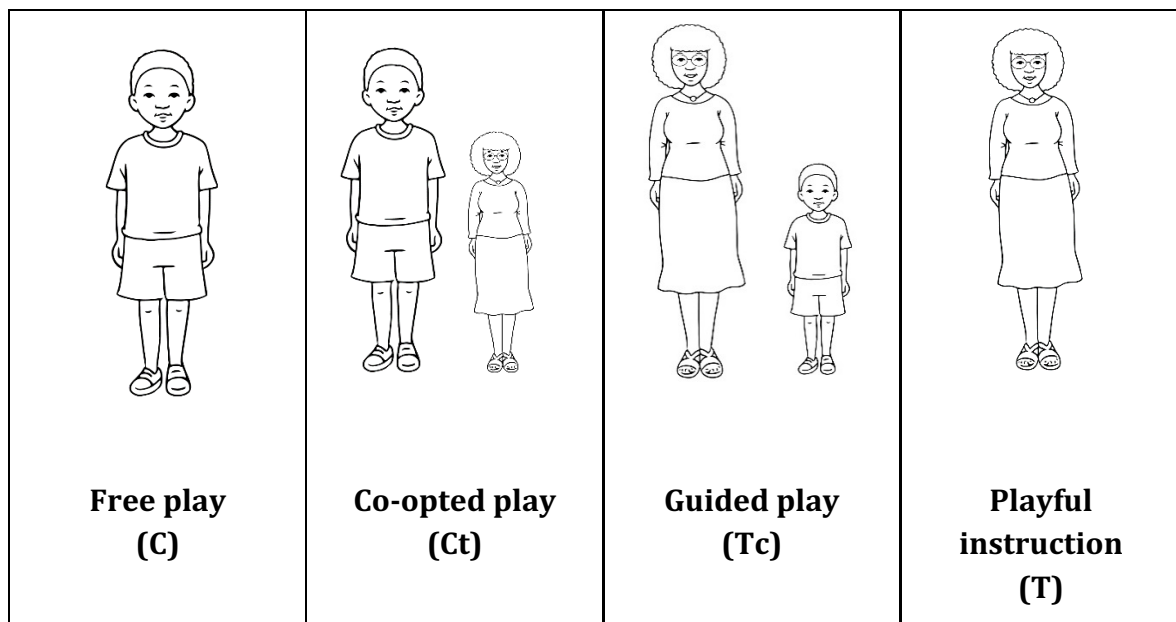 Free play
(C)
Co-opted play
(Ct)
Guided play
(Tc)
Playful
instruction
(T)